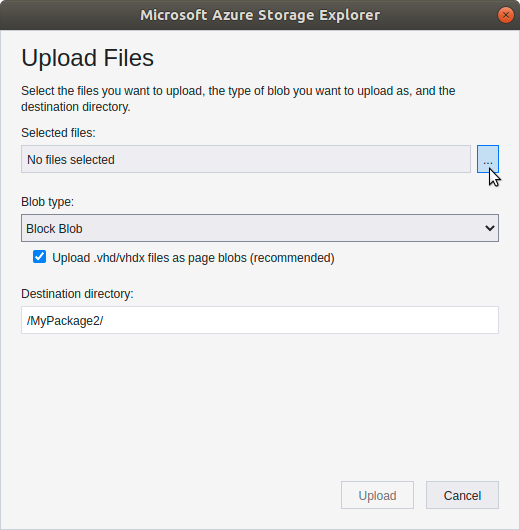 Microsoft Azure Storage Explorer
Upload Files
Select the files you want to upload, the type of blob you want to upload as, and the
destination directory.
Selected files:
No files selected
...
Blob type:
Block Blob
Upload .vhd/vhdx files as page blobs (recommended)
Destination directory:
/MyPackage2/
Upload
Cancel